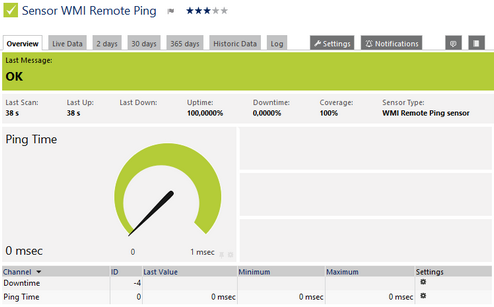 Sensor WMI Remote Ping
Overview Live Data 2 days 30 days 365 days Historic Data Log Settings Notifications
Last Message:
OK
Last Scan: Last Up: Last Down: Uptime: Downtime: Coverage: Sensor Type:
38 s 38 s 100,0000% 0,0000% 100% WMI Remote Ping sensor
Ping Time
0 msec 0 1 msec
Channel ID Last Value Minimum Maximum Settings
Downtime -4
Ping Time 0 0 msec 0 msec 0 msec